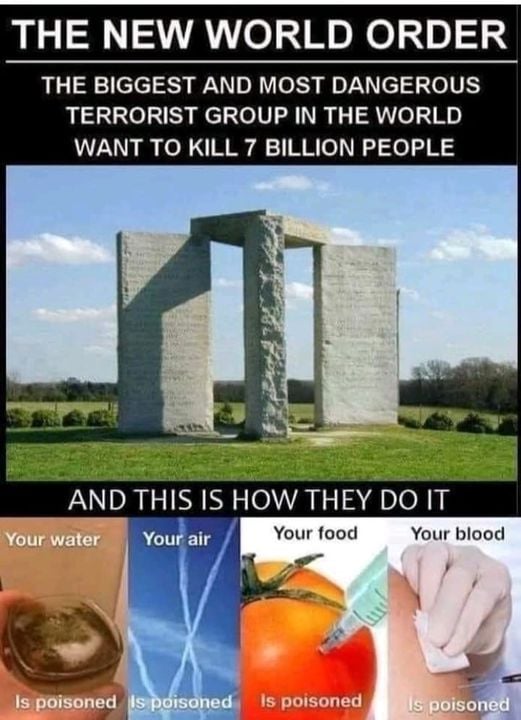 THE NEW WORLD ORDER
THE BIGGEST AND MOST DANGEROUS
TERRORIST GROUP IN THE WORLD
WANT TO KILL 7 BILLION PEOPLE
AND THIS IS HOW THEY DO IT
Your water
Your air
Your food
Your blood
Is poisoned
Is poisoned
Is poisoned
Is poisoned